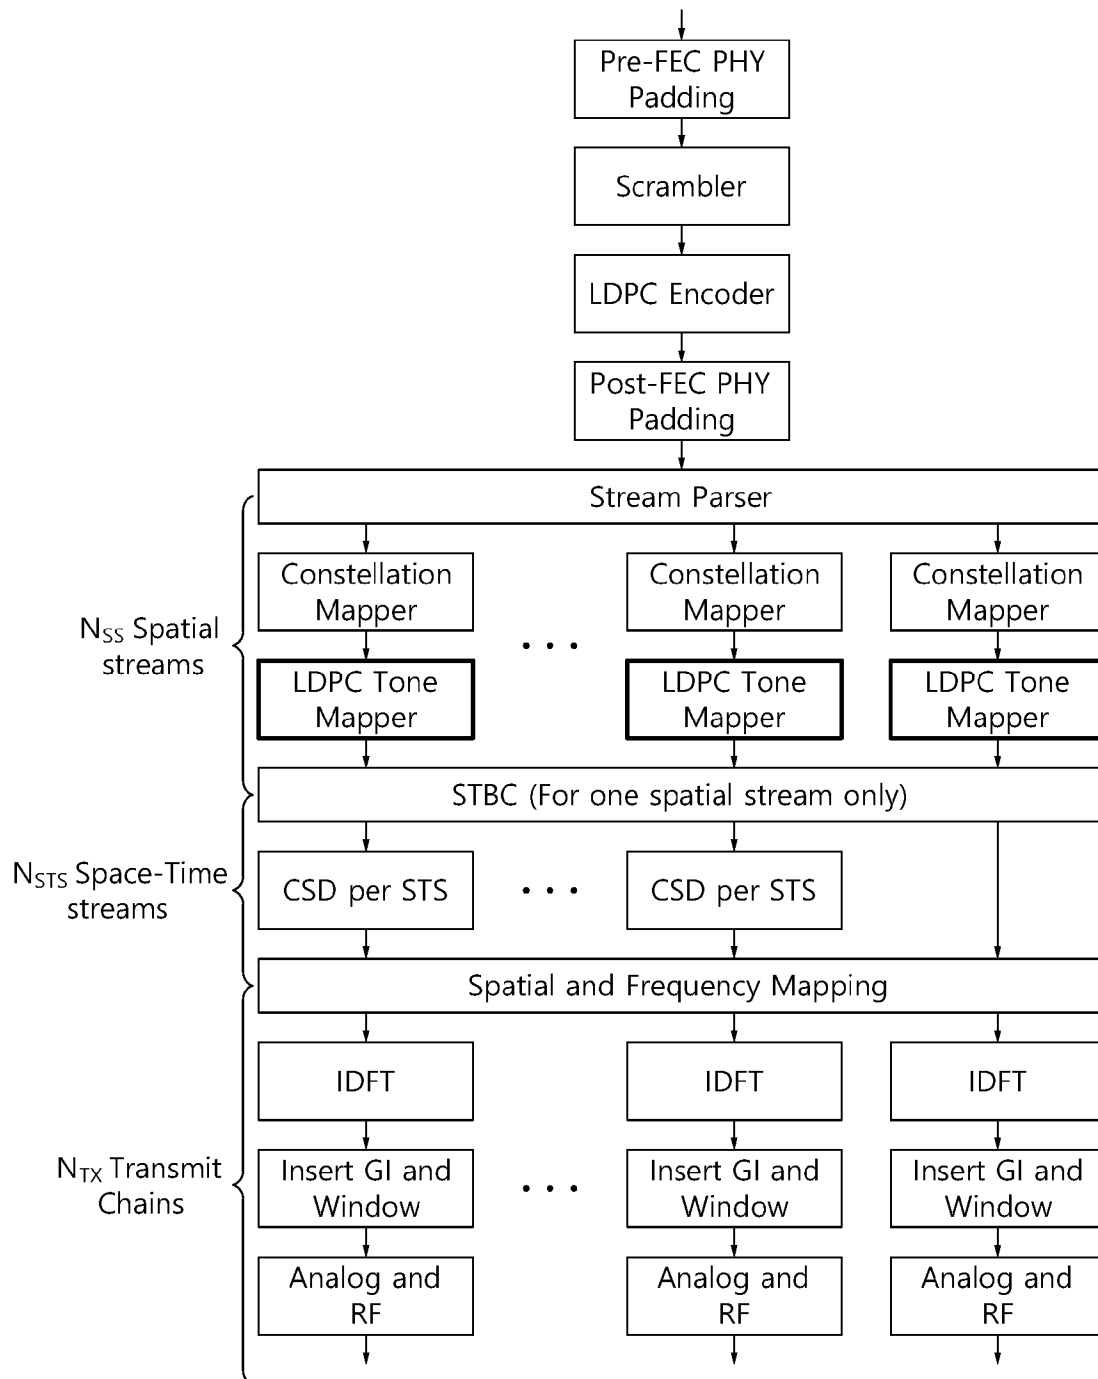 Pre-FEC PHY
Padding
Scrambler
LDPC Encoder
Post-FEC PHY
Padding
Stream Parser
Constellation
Mapper
Constellation
Mapper
Constellation
Mapper
NSS Spatial
streams
LDPC Tone
Mapper
LDPC Tone
Mapper
LDPC Tone
Mapper
STBC (For one spatial stream only)
NSTS Space-Time
streams
CSD per STS
CSD per STS
Spatial and Frequency Mapping
IDFT
IDFT
IDFT
NTX Transmit
Chains
Insert GI and
Window
Insert GI and
Window
Insert GI and
Window
Analog and
RF
Analog and
RF
Analog and
RF